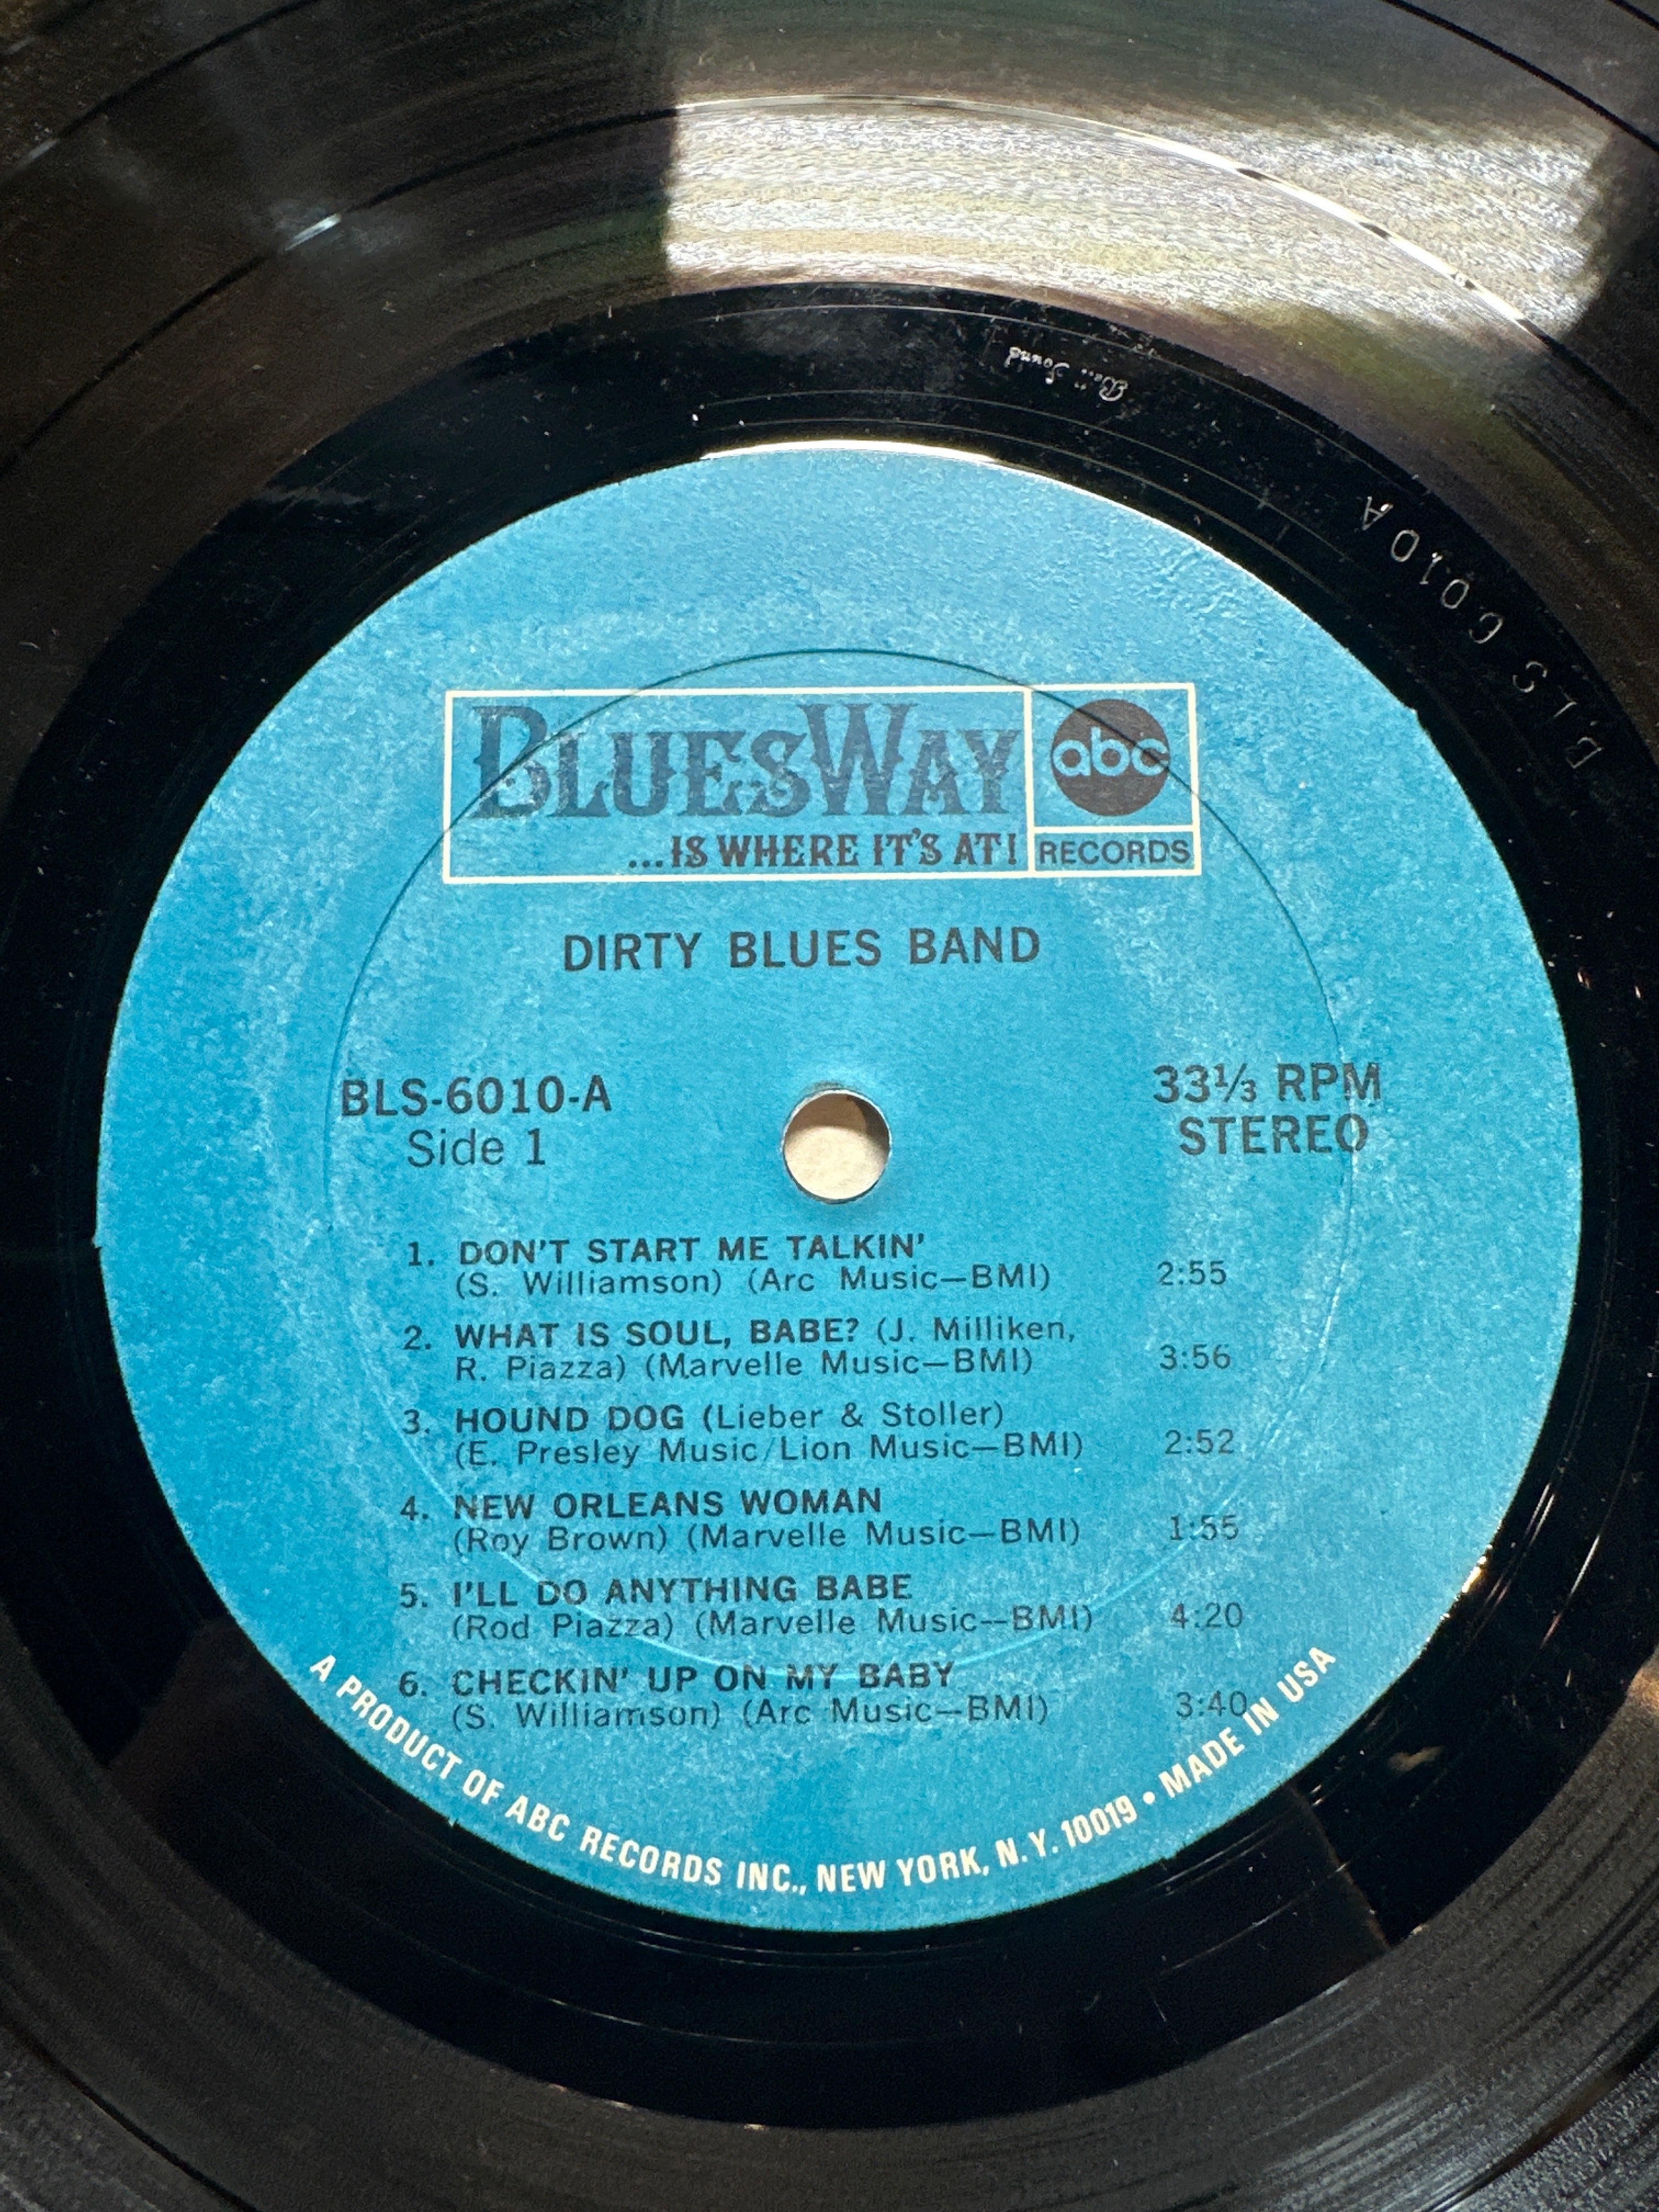 Bell Sound
BLS 6010 A
BLUESWAY
...IS WHERE IT'S AT!
abc
RECORDS
DIRTY BLUES BAND
BLS-6010-A
Side 1
33⅓ RPM
STEREO
1. DON'T START ME TALKIN'
(S. Williamson) (Arc Music—BMI) 2:55
2. WHAT IS SOUL, BABE? (J. Milliken,
R. Piazza) (Marvelle Music—BMI) 3:56
3. HOUND DOG (Lieber & Stoller)
(E. Presley Music/Lion Music—BMI) 2:52
4. NEW ORLEANS WOMAN
(Roy Brown) (Marvelle Music—BMI) 1:55
5. I'LL DO ANYTHING BABE
(Rod Piazza) (Marvelle Music—BMI) 4:20
6. CHECKIN' UP ON MY BABY
(S. Williamson) (Arc Music—BMI) 3:40
A PRODUCT OF ABC RECORDS INC., NEW YORK, N.Y. 10019 • MADE IN USA